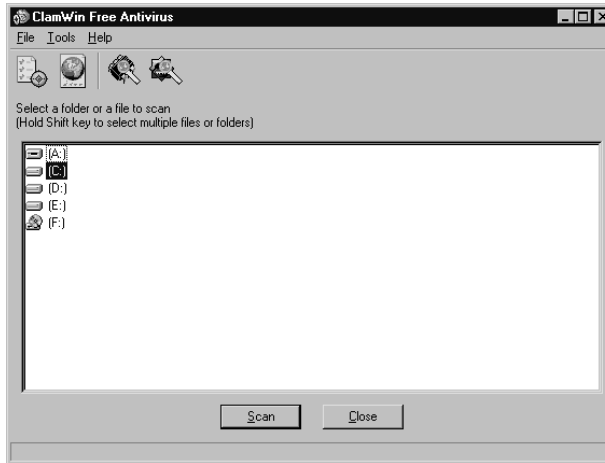 ClamWin Free Antivirus
File Tools Help
Select a folder or a file to scan
(Hold Shift key to select multiple files or folders)
(A:)
(C:)
(D:)
(E:)
(F:)
Scan Close